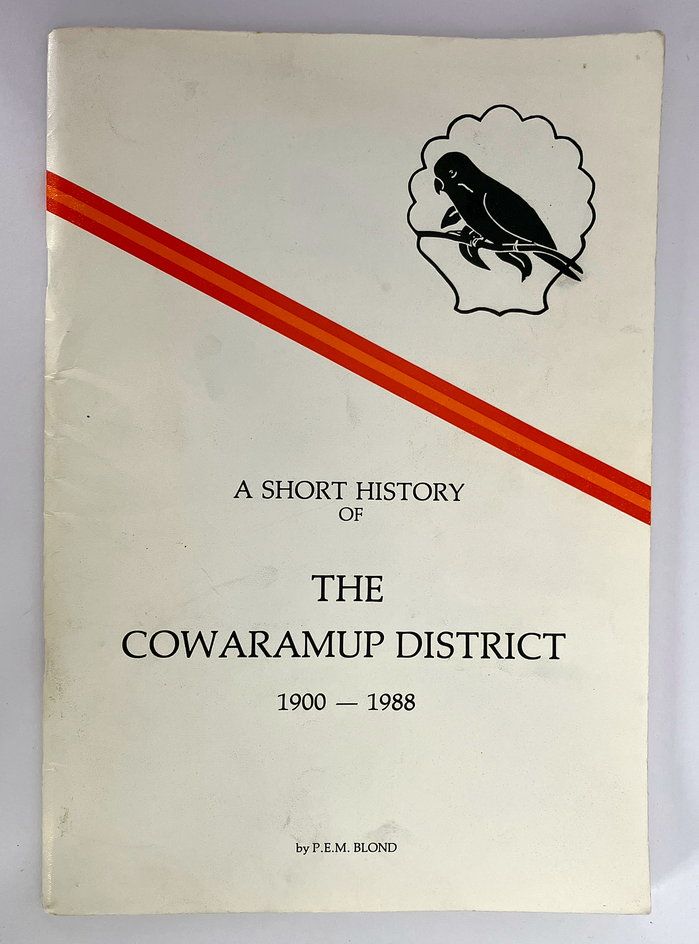 A SHORT HISTORY
OF
THE
COWARAMUP DISTRICT
1900 — 1988
by P.E.M. BLOND